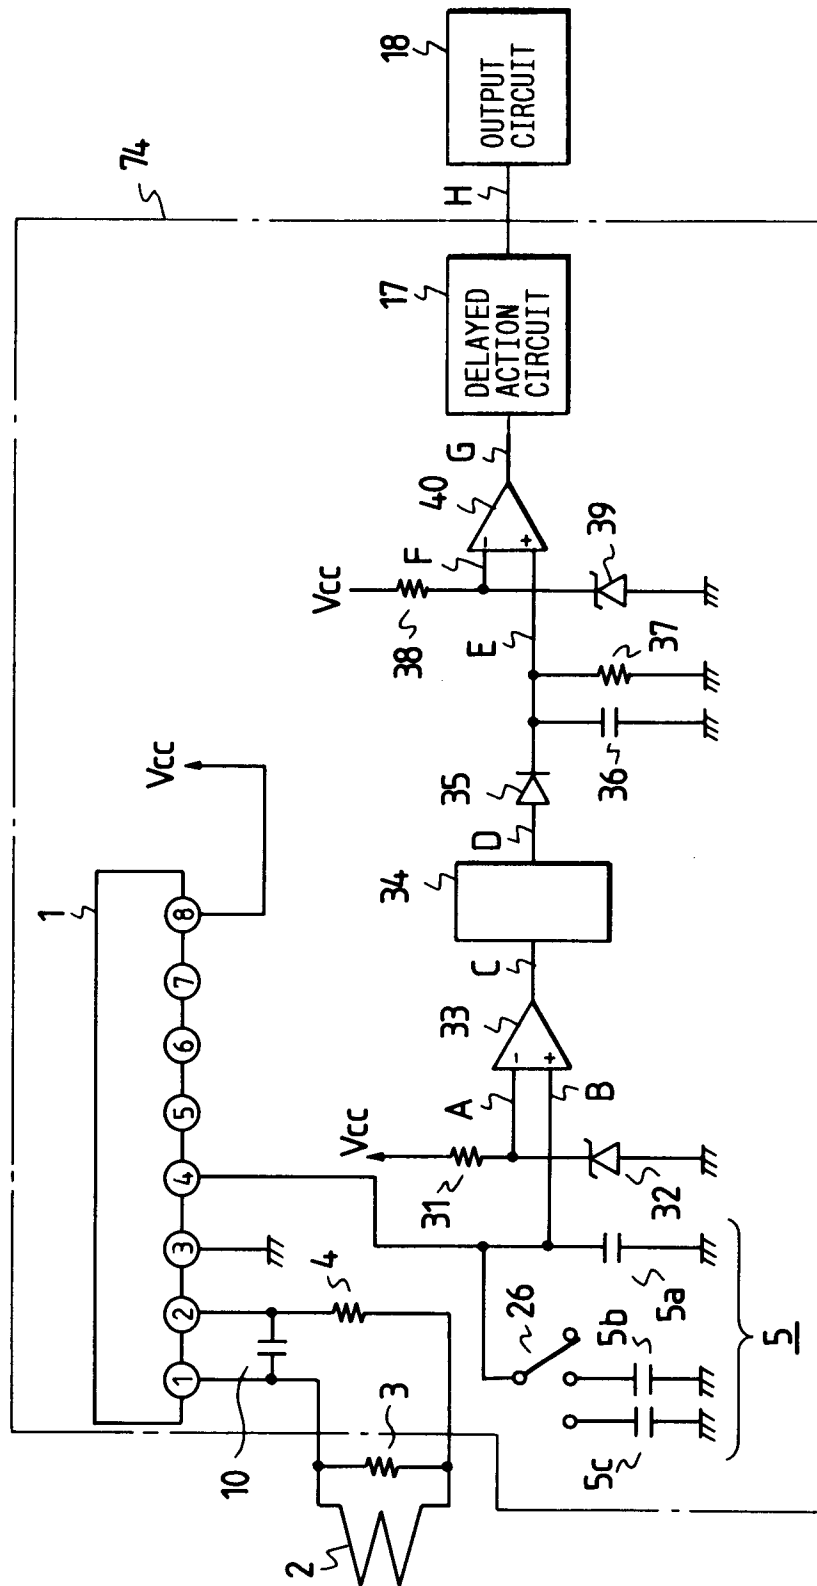 74
1
1
2
3
4
5
6
7
8
Vcc
10
4
3
2
26
5b
5a
5c
5
Vcc
31
32
A
B
33
C
34
D
35
36
37
E
Vcc
38
F
39
40
G
17
DELAYED
ACTION
CIRCUIT
H
18
OUTPUT
CIRCUIT